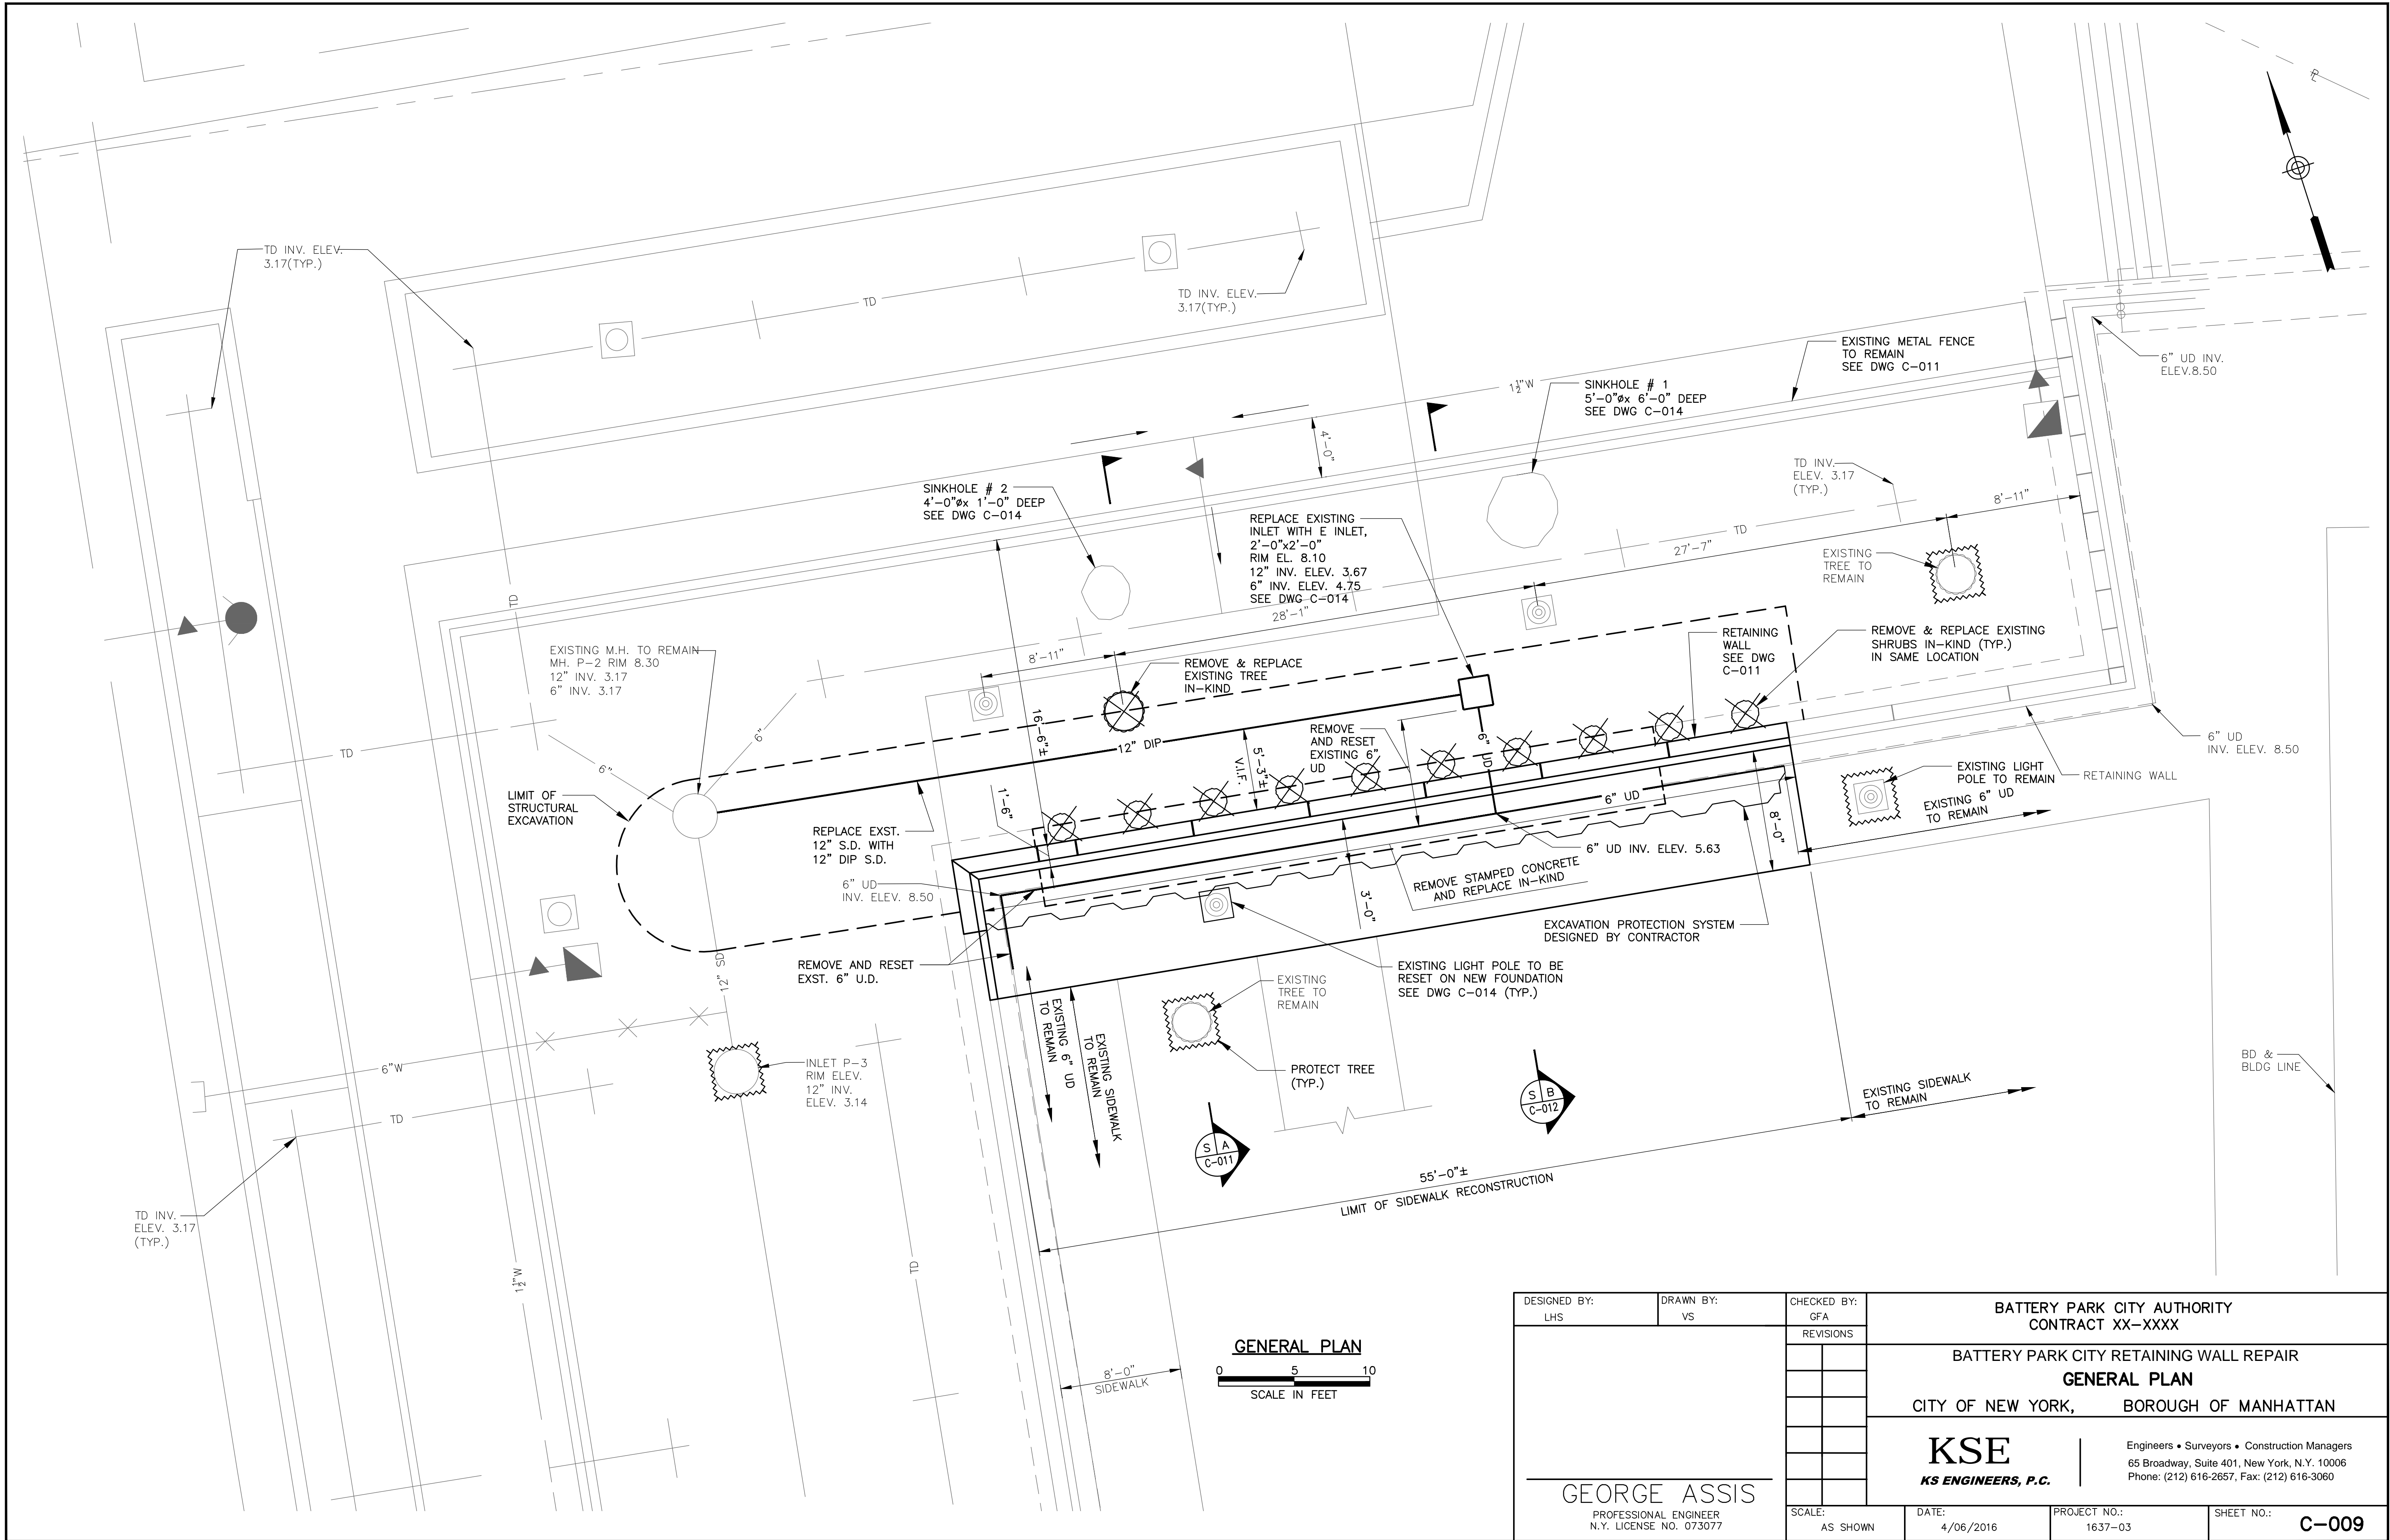 ℄
TD INV. ELEV.
3.17(TYP.)
TD
TD INV. ELEV.
3.17(TYP.)
1½"W
EXISTING METAL FENCE
TO REMAIN
SEE DWG C-011
6" UD INV.
ELEV.8.50
SINKHOLE # 1
5'-0"øx 6'-0" DEEP
SEE DWG C-014
4'-0"
SINKHOLE # 2
4'-0"øx 1'-0" DEEP
SEE DWG C-014
TD INV.
ELEV. 3.17
(TYP.)
8'-11"
REPLACE EXISTING
INLET WITH E INLET,
2'-0"x2'-0"
RIM EL. 8.10
12" INV. ELEV. 3.67
6" INV. ELEV. 4.75
SEE DWG C-014
TD
27'-7"
EXISTING
TREE TO
REMAIN
28'-1"
TD
EXISTING M.H. TO REMAIN
MH. P-2 RIM 8.30
12" INV. 3.17
6" INV. 3.17
8'-11"
REMOVE & REPLACE
EXISTING TREE
IN-KIND
RETAINING
WALL
SEE DWG
C-011
REMOVE & REPLACE EXISTING
SHRUBS IN-KIND (TYP.)
IN SAME LOCATION
16'-6"±
6"
6"
TD
12" DIP
5'-3"±
V.I.F.
REMOVE
AND RESET
EXISTING 6"
UD
6" UD
6" UD
INV. ELEV. 8.50
EXISTING LIGHT
POLE TO REMAIN
RETAINING WALL
LIMIT OF
STRUCTURAL
EXCAVATION
1'-6"
6" UD
EXISTING 6" UD
TO REMAIN
REPLACE EXST.
12" S.D. WITH
12" DIP S.D.
8'-0"
6" UD INV. ELEV. 5.63
6" UD
INV. ELEV. 8.50
REMOVE STAMPED CONCRETE
AND REPLACE IN-KIND
3'-0"
EXCAVATION PROTECTION SYSTEM
DESIGNED BY CONTRACTOR
REMOVE AND RESET
EXST. 6" U.D.
12" SD
EXISTING LIGHT POLE TO BE
RESET ON NEW FOUNDATION
SEE DWG C-014 (TYP.)
EXISTING
TREE TO
REMAIN
EXISTING 6" UD
TO REMAIN
EXISTING SIDEWALK
TO REMAIN
6"W
INLET P-3
RIM ELEV.
12" INV.
ELEV. 3.14
PROTECT TREE
(TYP.)
BD &
BLDG LINE
S B
C-012
EXISTING SIDEWALK
TO REMAIN
TD
S A
C-011
55'-0"±
LIMIT OF SIDEWALK RECONSTRUCTION
TD INV.
ELEV. 3.17
(TYP.)
1½"W
TD
8'-0"
SIDEWALK
GENERAL PLAN
0 5 10
SCALE IN FEET
DESIGNED BY:
LHS
DRAWN BY:
VS
CHECKED BY:
GFA
REVISIONS
BATTERY PARK CITY AUTHORITY
CONTRACT XX-XXXX
BATTERY PARK CITY RETAINING WALL REPAIR
GENERAL PLAN
CITY OF NEW YORK, BOROUGH OF MANHATTAN
KSE
KS ENGINEERS, P.C.
Engineers • Surveyors • Construction Managers
65 Broadway, Suite 401, New York, N.Y. 10006
Phone: (212) 616-2657, Fax: (212) 616-3060
GEORGE ASSIS
PROFESSIONAL ENGINEER
N.Y. LICENSE NO. 073077
SCALE:
AS SHOWN
DATE:
4/06/2016
PROJECT NO.:
1637-03
SHEET NO.:
C-009